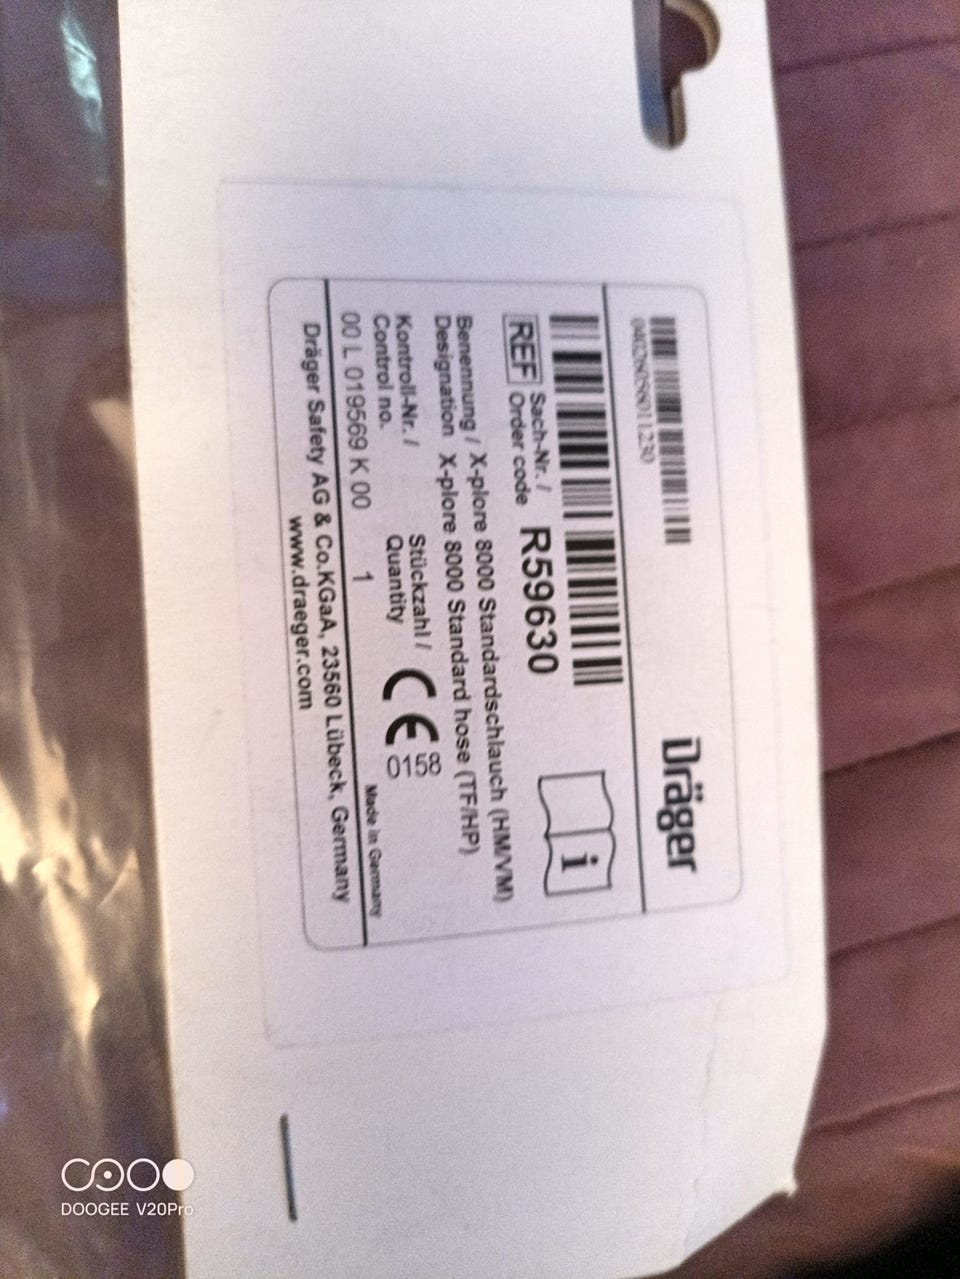 Dräger
REF Sach-Nr. / Order code R59630
Benennung / X-plore 8000 Standardschlauch (HM/VM)
Designation X-plore 8000 Standard hose (TF/HP)
Kontroll-Nr. / Stückzahl /
Control no. Quantity
CE 0158
00 L 019569 K 00 1
Made in Germany
Dräger Safety AG & Co.KGaA, 23560 Lübeck, Germany
www.draeger.com
DOOGEE V20Pro